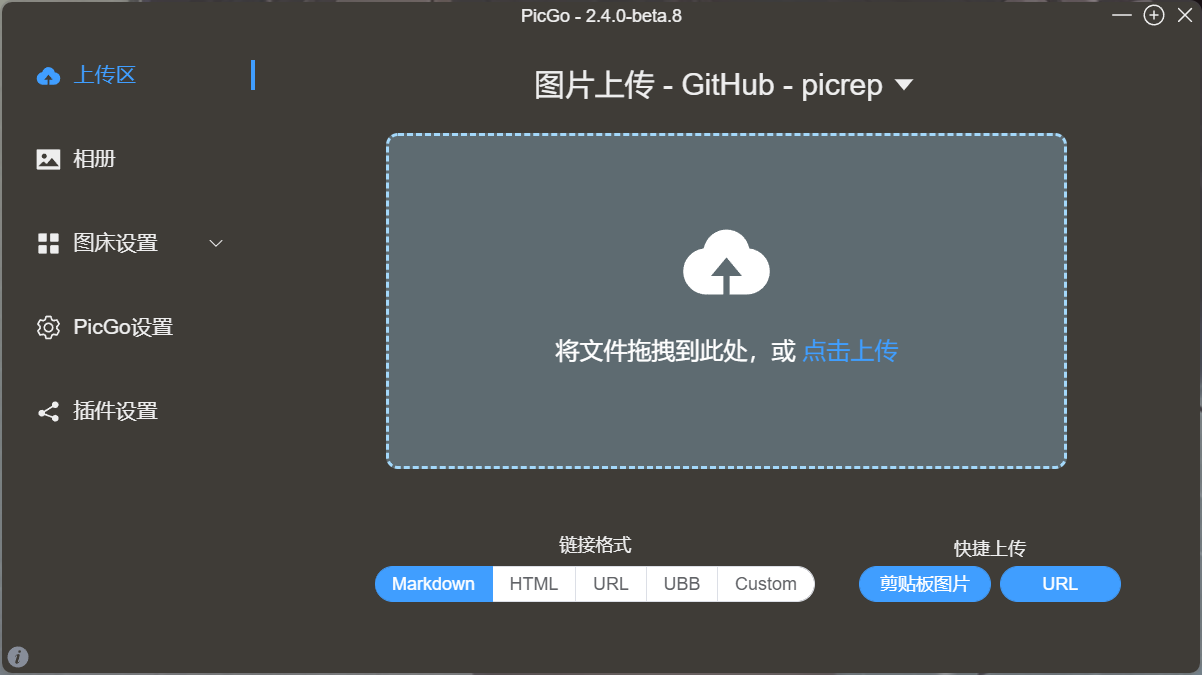 PicGo - 2.4.0-beta.8
上传区
相册
图床设置
PicGo设置
插件设置
图片上传 - GitHub - picrep
将文件拖拽到此处，或 点击上传
链接格式
Markdown HTML URL UBB Custom
快捷上传
剪贴板图片 URL
i